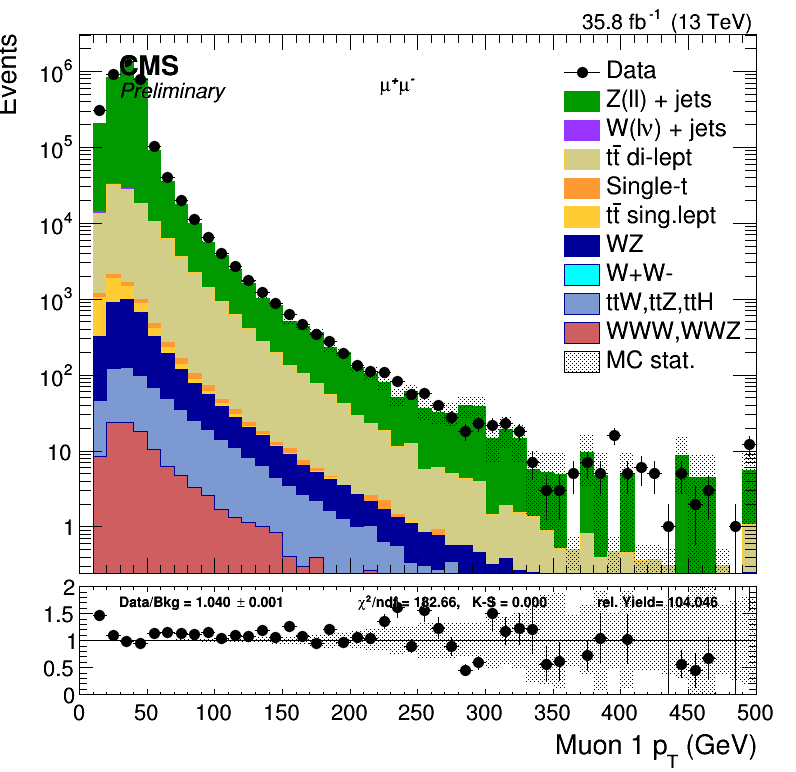 35.8 fb⁻¹ (13 TeV)
Events
CMS
Preliminary
μ⁺μ⁻
Data
Z(ll) + jets
W(lν) + jets
tt̄ di-lept
Single-t
tt̄ sing.lept
WZ
W+W-
ttW,ttZ,ttH
WWW,WWZ
MC stat.
10⁶
10⁵
10⁴
10³
10²
10
1
Data/Bkg = 1.040 ± 0.001 χ²/ndf = 182.66, K-S = 0.000 rel. Yield= 104.046
2
1.5
1
0.5
0
0 50 100 150 200 250 300 350 400 450 500
Muon 1 p_T (GeV)